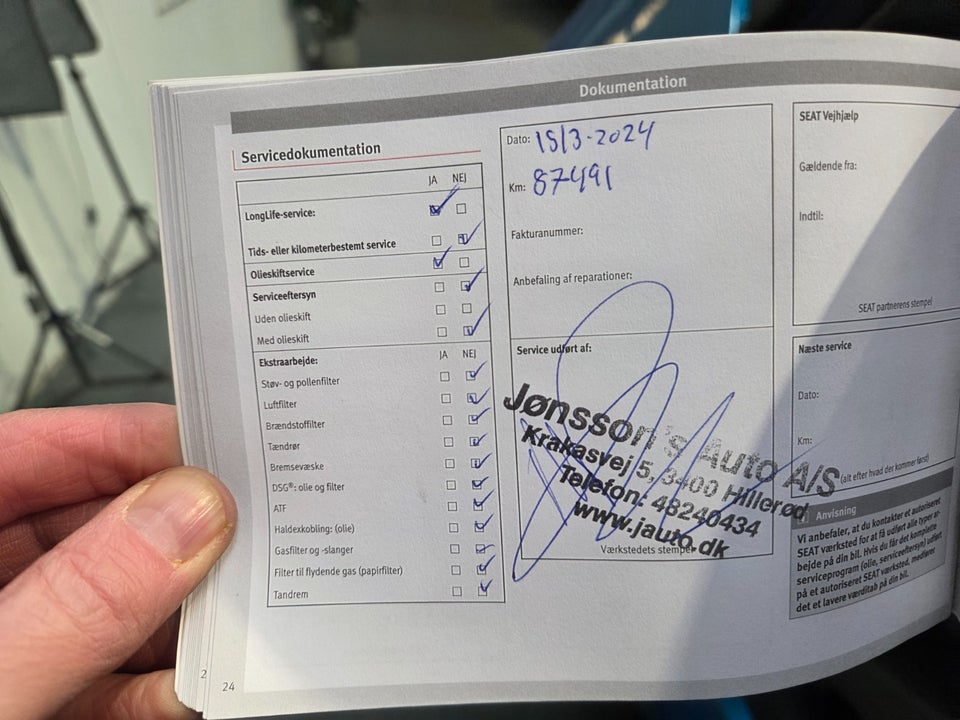 Dokumentation
Servicedokumentation
JA NEJ
LongLife-service:
Tids- eller kilometerbestemt service
Olieskiftservice
Serviceeftersyn
Uden olieskift
Med olieskift
Ekstraarbejde: JA NEJ
Støv- og pollenfilter
Luftfilter
Brændstoffilter
Tændrør
Bremsevæske
DSG®: olie og filter
ATF
Haldexkobling: (olie)
Gasfilter og -slanger
Filter til flydende gas (papirfilter)
Tandrem
Dato: 15/3-2024
Km: 87491
Fakturanummer:
Anbefaling af reparationer:
Service udført af:
Jønsson's Auto A/S
Krakasvej 5, 3400 Hillerød
Telefon: 48240434
www.jauto.dk
Værkstedets stempel
SEAT Vejhjælp
Gældende fra:
Indtil:
SEAT partnerens stempel
Næste service
Dato:
Km:
(alt efter hvad der kommer først)
Anvisning
Vi anbefaler, at du kontakter et autoriseret
SEAT værksted for at få udført alle typer ar-
bejde på din bil. Hvis du får det komplette
serviceprogram (olie, serviceeftersyn) udført
på et autoriseret SEAT værksted, medfører
det et lavere værditab på din bil.
24
2